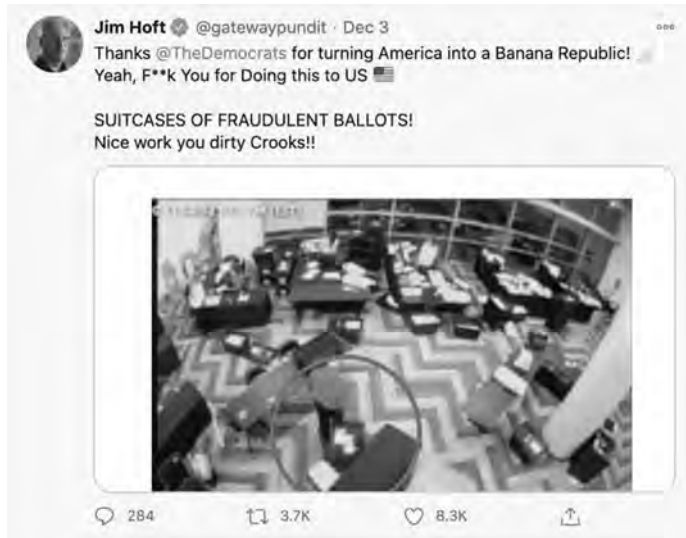 Jim Hoft @gatewaypundit · Dec 3
Thanks @TheDemocrats for turning America into a Banana Republic!
Yeah, F**k You for Doing this to US 🇺🇸
SUITCASES OF FRAUDULENT BALLOTS!
Nice work you dirty Crooks!!
284 3.7K 8.3K